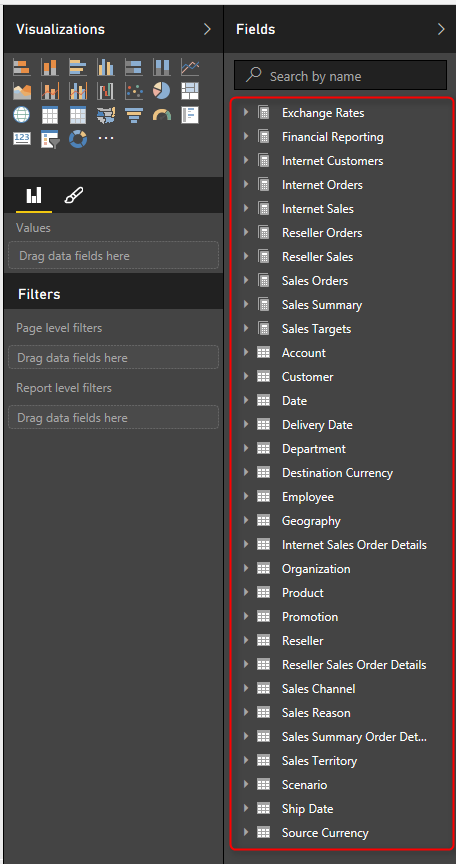 Visualizations
123
Values
Drag data fields here
Filters
Page level filters
Drag data fields here
Report level filters
Drag data fields here
Fields
Search by name
Exchange Rates
Financial Reporting
Internet Customers
Internet Orders
Internet Sales
Reseller Orders
Reseller Sales
Sales Orders
Sales Summary
Sales Targets
Account
Customer
Date
Delivery Date
Department
Destination Currency
Employee
Geography
Internet Sales Order Details
Organization
Product
Promotion
Reseller
Reseller Sales Order Details
Sales Channel
Sales Reason
Sales Summary Order Det...
Sales Territory
Scenario
Ship Date
Source Currency